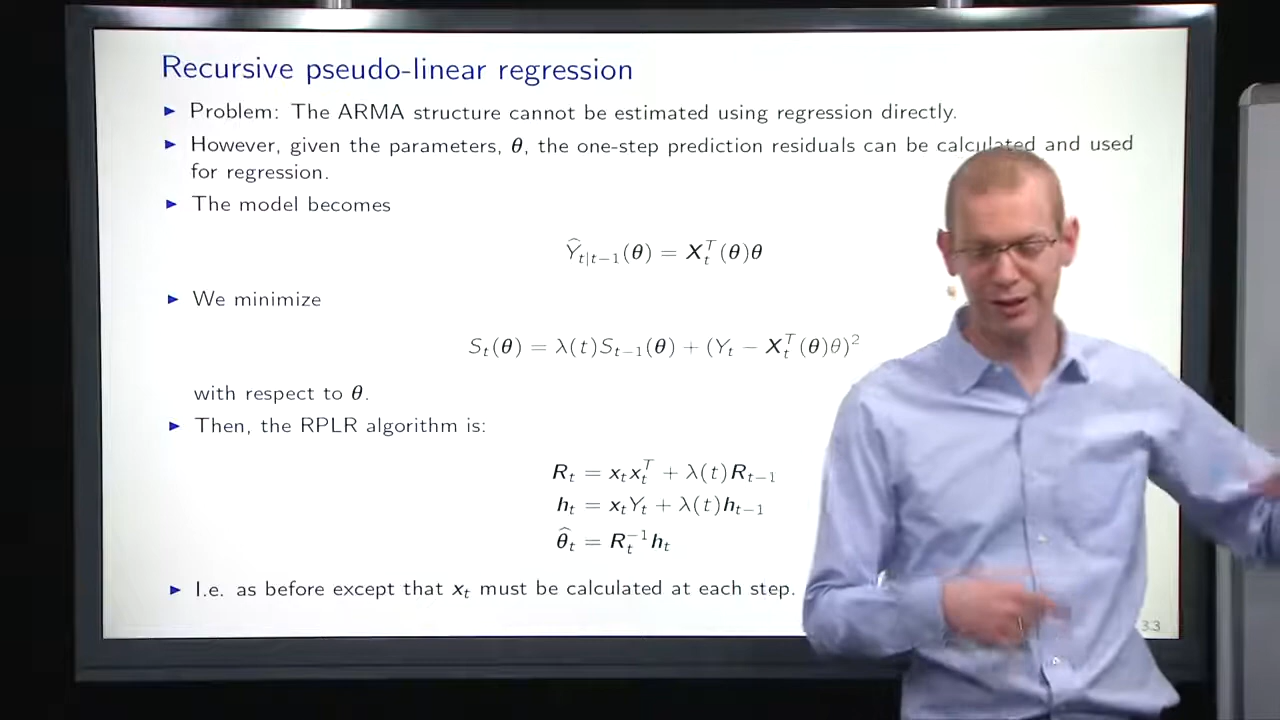 Recursive pseudo-linear regression
► Problem: The ARMA structure cannot be estimated using regression directly.
► However, given the parameters, θ, the one-step prediction residuals can be calculated and used
for regression.
► The model becomes
Ŷ_{t|t−1}(θ) = X_t^T(θ)θ
► We minimize
S_t(θ) = λ(t)S_{t−1}(θ) + (Y_t − X_t^T(θ)θ)²
with respect to θ.
► Then, the RPLR algorithm is:
R_t = x_t x_t^T + λ(t)R_{t−1}
h_t = x_t Y_t + λ(t)h_{t−1}
θ̂_t = R_t^{−1} h_t
► I.e. as before except that x_t must be calculated at each step.
33